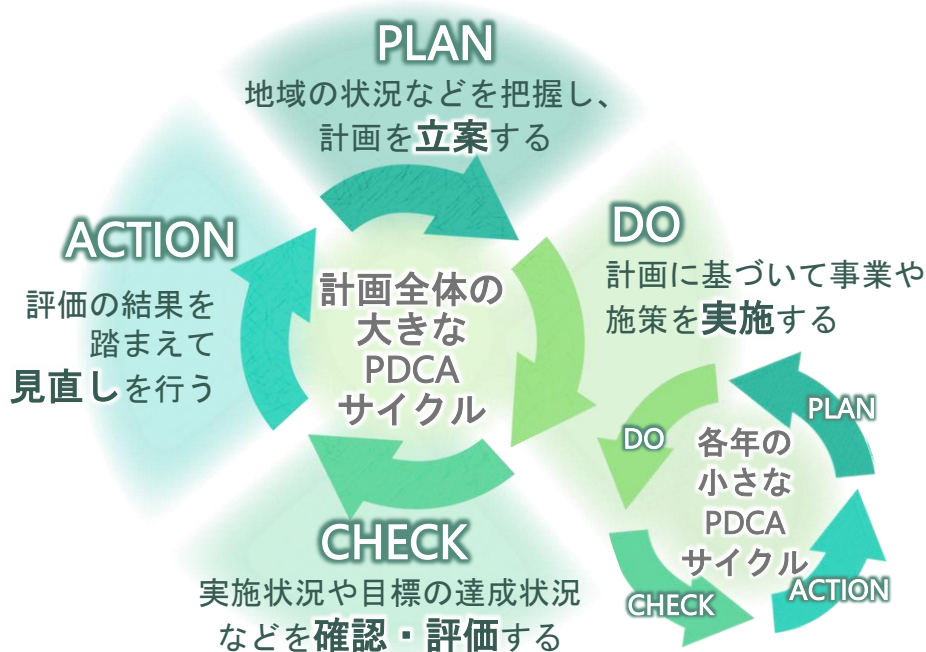 PLAN
地域の状況などを把握し、
計画を立案する
DO
計画に基づいて事業や
施策を実施する
ACTION
評価の結果を
踏まえて
見直しを行う
計画全体の
大きな
PDCA
サイクル
CHECK
実施状況や目標の達成状況
などを確認・評価する
PLAN
DO
各年の
小さな
PDCA
サイクル
CHECK
ACTION